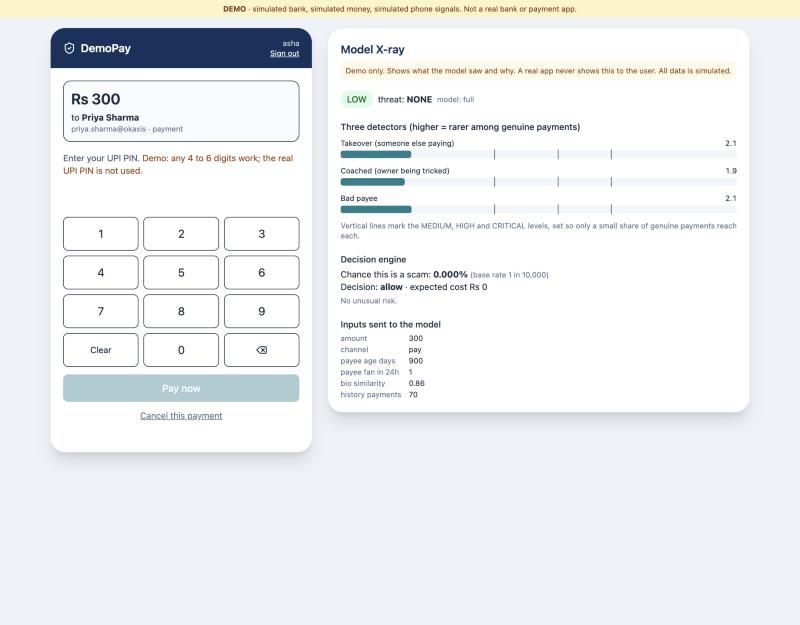 DEMO · simulated bank, simulated money, simulated phone signals. Not a real bank or payment app.
DemoPay
asha
Sign out
Rs 300
to Priya Sharma
priya.sharma@okaxis · payment
Enter your UPI PIN. Demo: any 4 to 6 digits work; the real
UPI PIN is not used.
1 2 3
4 5 6
7 8 9
Clear 0
Pay now
Cancel this payment
Model X-ray
Demo only. Shows what the model saw and why. A real app never shows this to the user. All data is simulated.
LOW threat: NONE model: full
Three detectors (higher = rarer among genuine payments)
Takeover (someone else paying) 2.1
Coached (owner being tricked) 1.9
Bad payee 2.1
Vertical lines mark the MEDIUM, HIGH and CRITICAL levels, set so only a small share of genuine payments reach
each.
Decision engine
Chance this is a scam: 0.000% (base rate 1 in 10,000)
Decision: allow · expected cost Rs 0
No unusual risk.
Inputs sent to the model
amount 300
channel pay
payee age days 900
payee fan in 24h 1
bio similarity 0.86
history payments 70